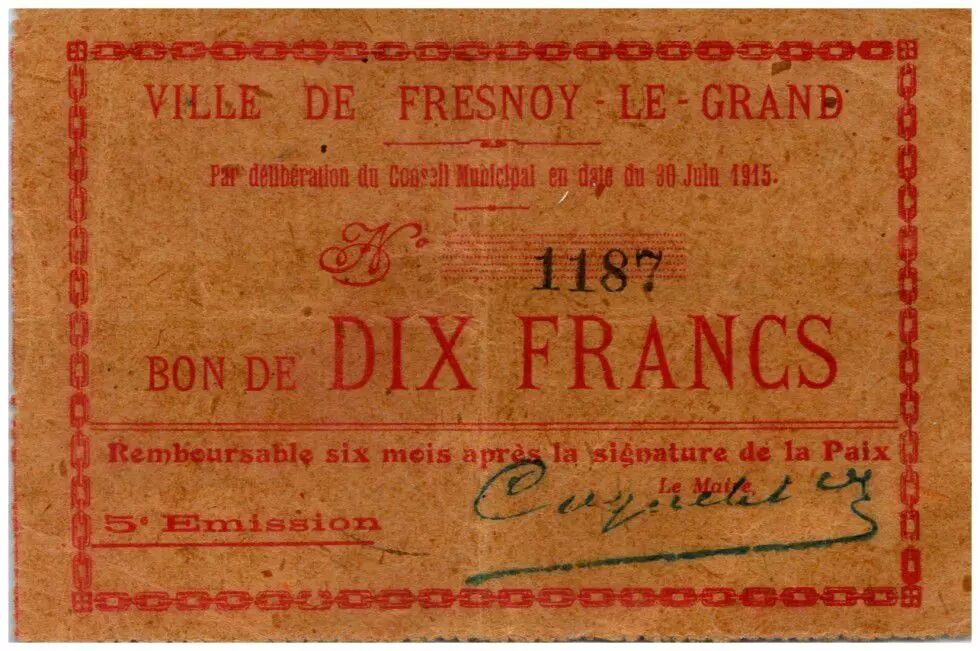 VILLE DE FRESNOY - LE - GRAND
Par délibération du Conseil Municipal en date du 30 Juin 1915.
N° 1187
BON DE DIX FRANCS
Remboursable six mois après la signature de la Paix
Le Maire,
5e Emission